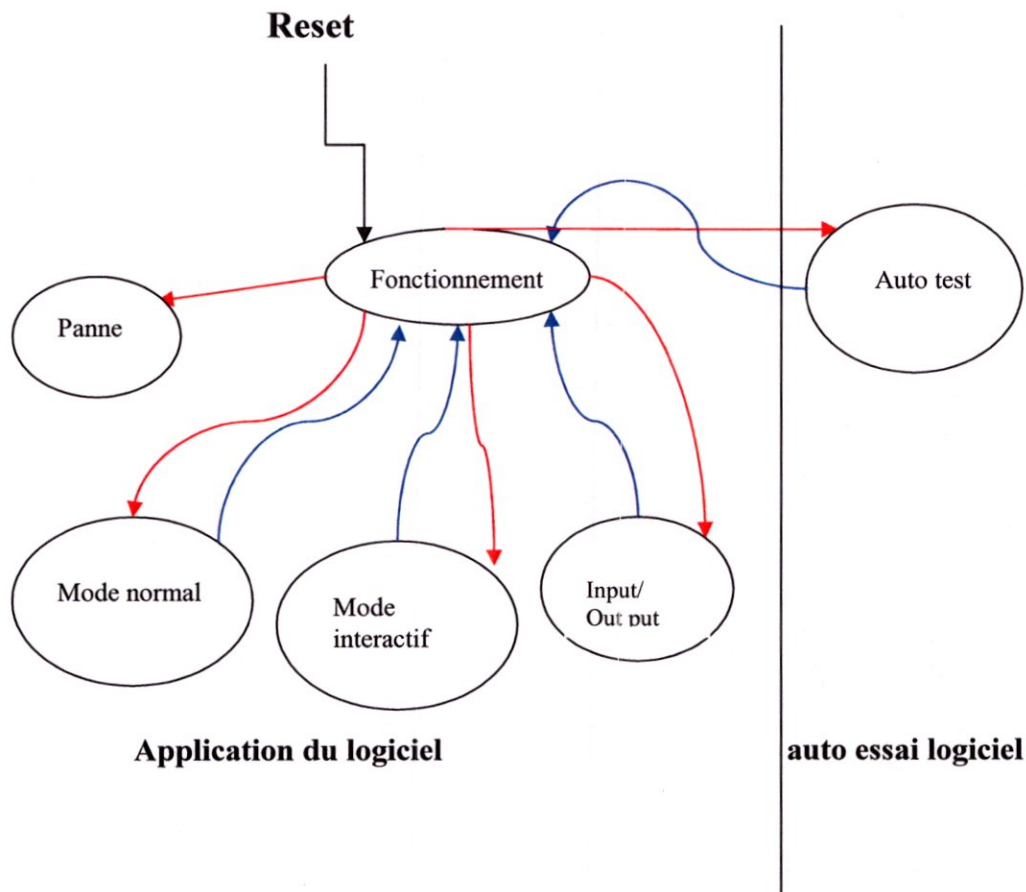 Reset
Fonctionnement
Auto test
Panne
Mode normal
Mode
interactif
Input/
Out put
Application du logiciel
auto essai logiciel